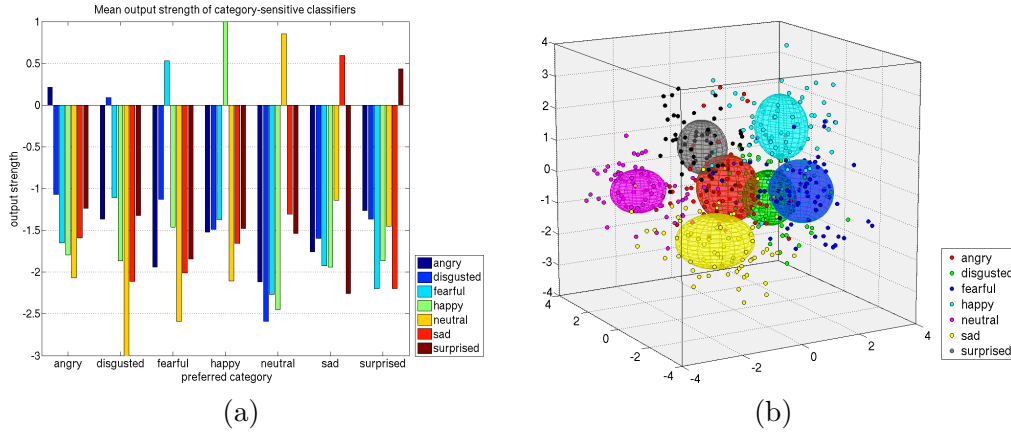 Mean output strength of category-sensitive classifiers
1
0.5
0
-0.5
-1
-1.5
-2
-2.5
-3
output strength
angry
disgusted
fearful
happy
neutral
sad
surprised
preferred category
angry
disgusted
fearful
happy
neutral
sad
surprised
(a)
4
3
2
1
0
-1
-2
-3
-4
2
0
-2
-4
-4
-2
0
2
4
angry
disgusted
fearful
happy
neutral
sad
surprised
(b)